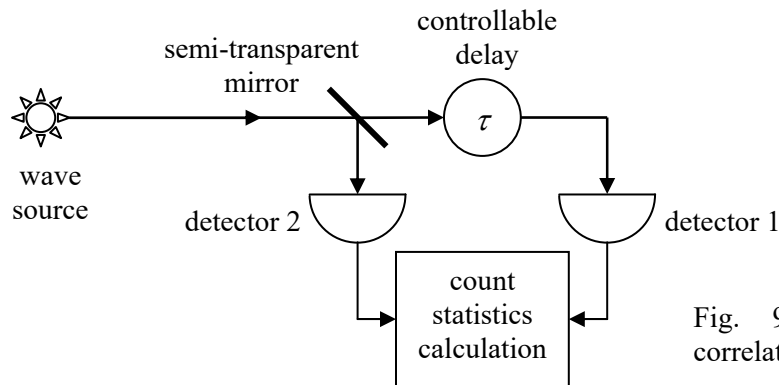 controllable
delay
semi-transparent
mirror
τ
wave
source
detector 2
detector 1
count
statistics
calculation
Fig. 9
correlat